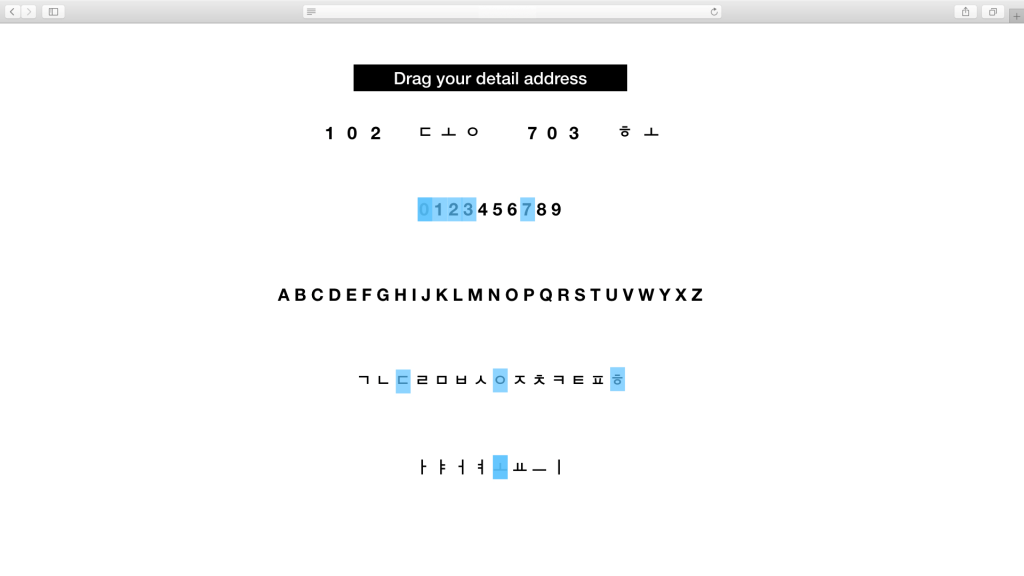 Drag your detail address
1 0 2 ㄷ ㅗ ㅇ 7 0 3 ㅎ ㅗ
0 1 2 3 4 5 6 7 8 9
A B C D E F G H I J K L M N O P Q R S T U V W Y X Z
ㄱ ㄴ ㄷ ㄹ ㅁ ㅂ ㅅ ㅇ ㅈ ㅊ ㅋ ㅌ ㅍ ㅎ
ㅏ ㅑ ㅓ ㅕ ㅗ ㅛ ㅡ ㅣ